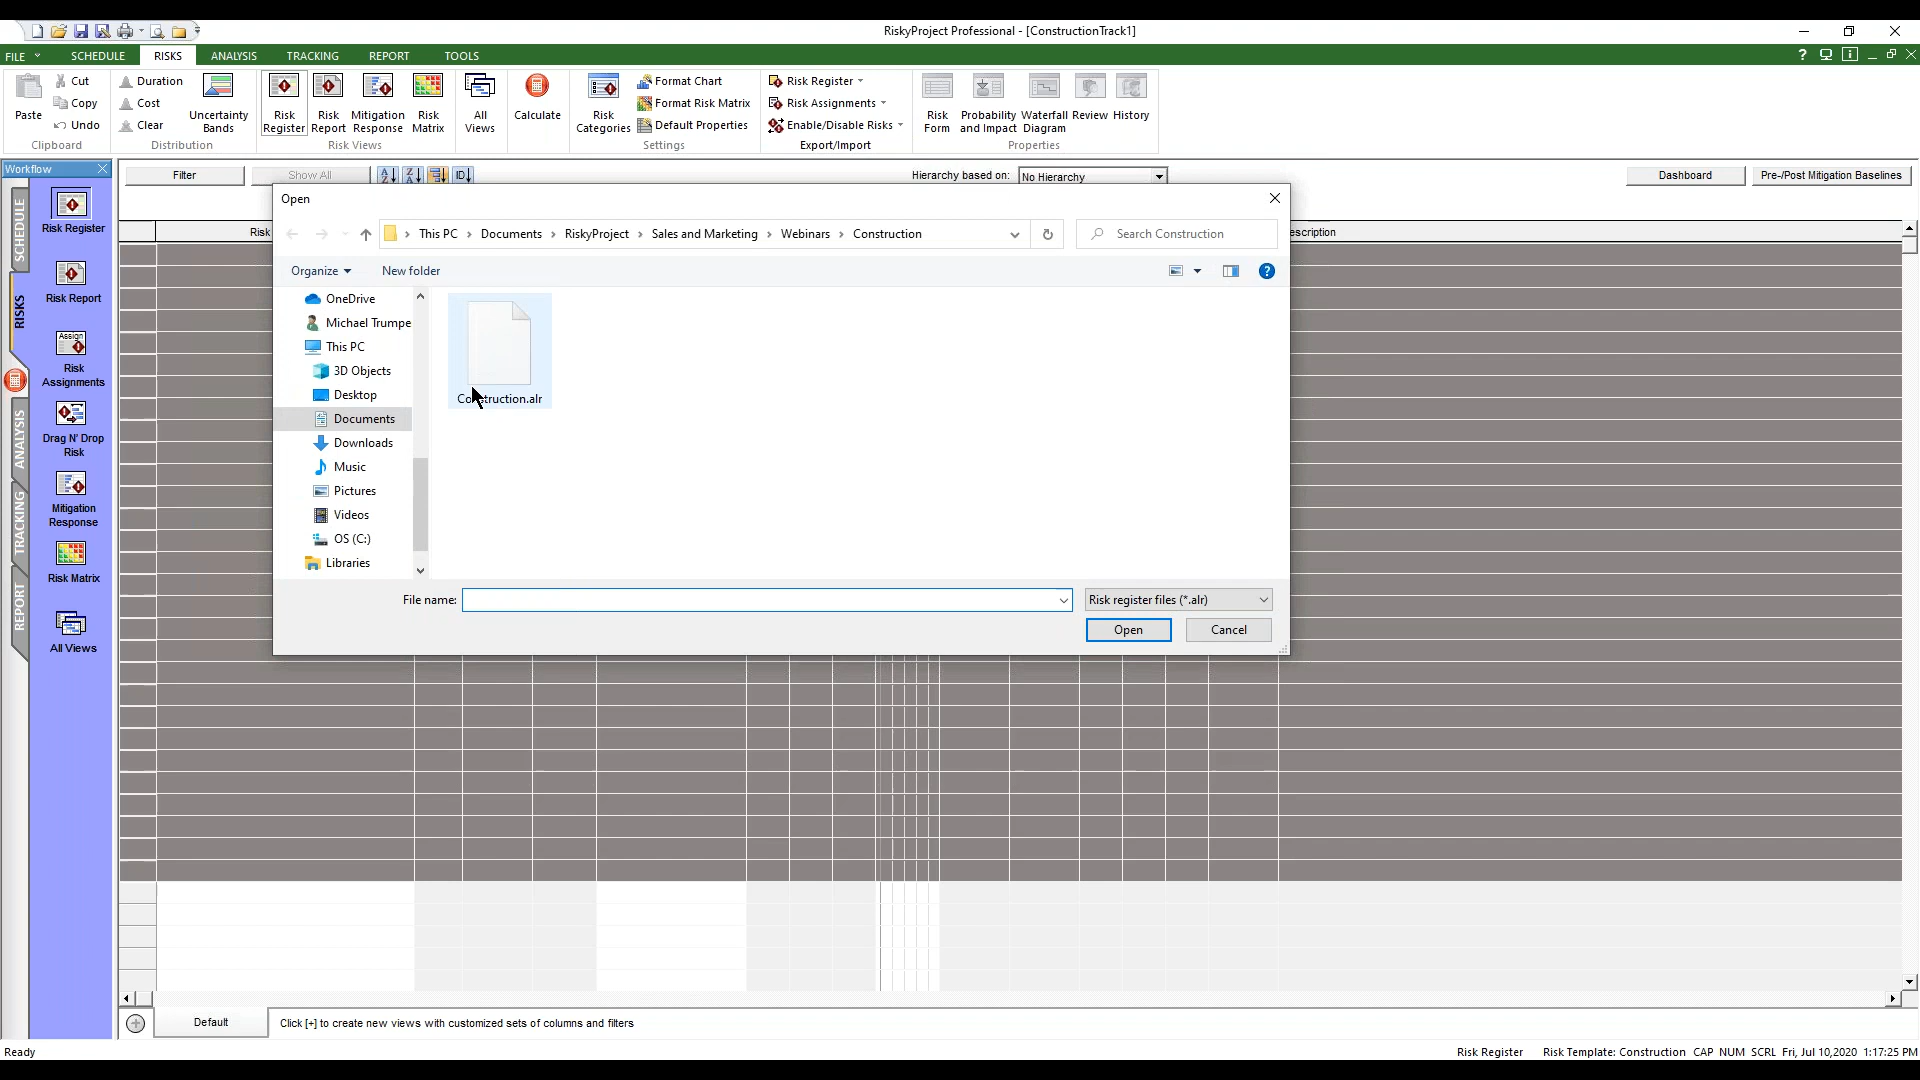 RiskyProject Professional - [ConstructionTrack1]
FILE SCHEDULE RISKS ANALYSIS TRACKING REPORT TOOLS
Paste Cut Copy Undo
Clipboard
Duration Cost Clear Uncertainty Bands
Distribution
Risk Register Risk Report Mitigation Response Risk Matrix
Risk Views
All Views
Calculate
Risk Categories Format Chart Format Risk Matrix Default Properties
Settings
Risk Register Risk Assignments Enable/Disable Risks
Export/Import
Risk Form Probability and Impact Waterfall Diagram Review History
Properties
Workflow
Filter Show All Hierarchy based on: No Hierarchy Dashboard Pre-/Post Mitigation Baselines
SCHEDULE
RISKS
ANALYSIS
TRACKING
REPORT
Risk Register
Risk Report
Assign
Risk Assignments
Drag N' Drop Risk
Mitigation Response
Risk Matrix
All Views
Risk
escription
Open
This PC › Documents › RiskyProject › Sales and Marketing › Webinars › Construction
Search Construction
Organize New folder
OneDrive
Michael Trumpe
This PC
3D Objects
Desktop
Documents
Downloads
Music
Pictures
Videos
OS (C:)
Libraries
Construction.alr
File name: Risk register files (*.alr)
Open Cancel
Default Click [+] to create new views with customized sets of columns and filters
Ready Risk Register Risk Template: Construction CAP NUM SCRL Fri, Jul 10,2020 1:17:25 PM